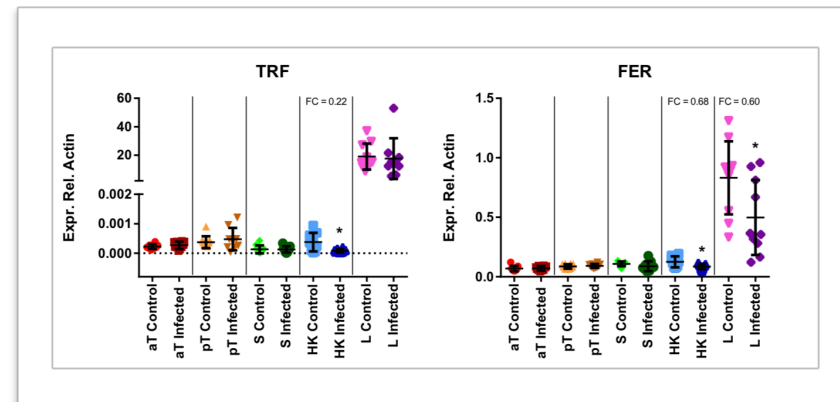 TRF
FC = 0.22
60
40
20
0.002
0.001
0.000
Expr. Rel. Actin
*
aT Control
aT Infected
pT Control
pT Infected
S Control
S Infected
HK Control
HK Infected
L Control
L Infected
FER
FC = 0.68
FC = 0.60
1.5
1.0
0.5
0.0
Expr. Rel. Actin
*
*
aT Control
aT Infected
pT Control
pT Infected
S Control
S Infected
HK Control
HK Infected
L Control
L Infected